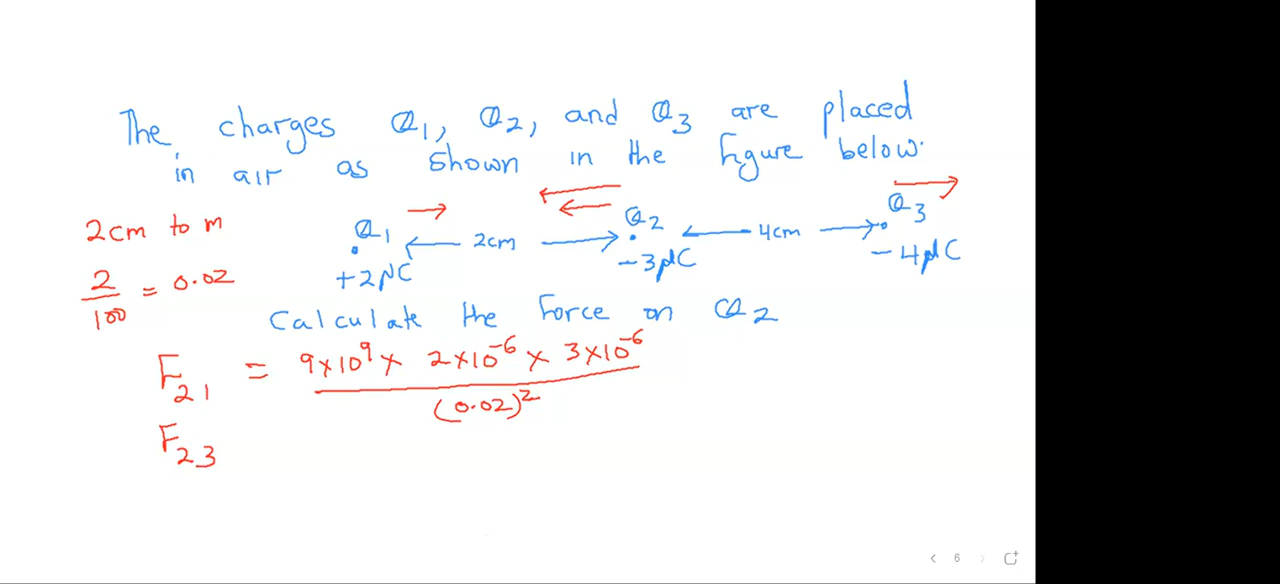 The charges Q1, Q2, and Q3 are placed
in air as shown in the figure below.
2cm to m
2/100 = 0.02
Q1 2cm Q2 4cm Q3
+2μC -3μC -4μC
Calculate the Force on Q2
F21 = 9×10^9 × 2×10^-6 × 3×10^-6 / (0.02)^2
F23
< 6 >